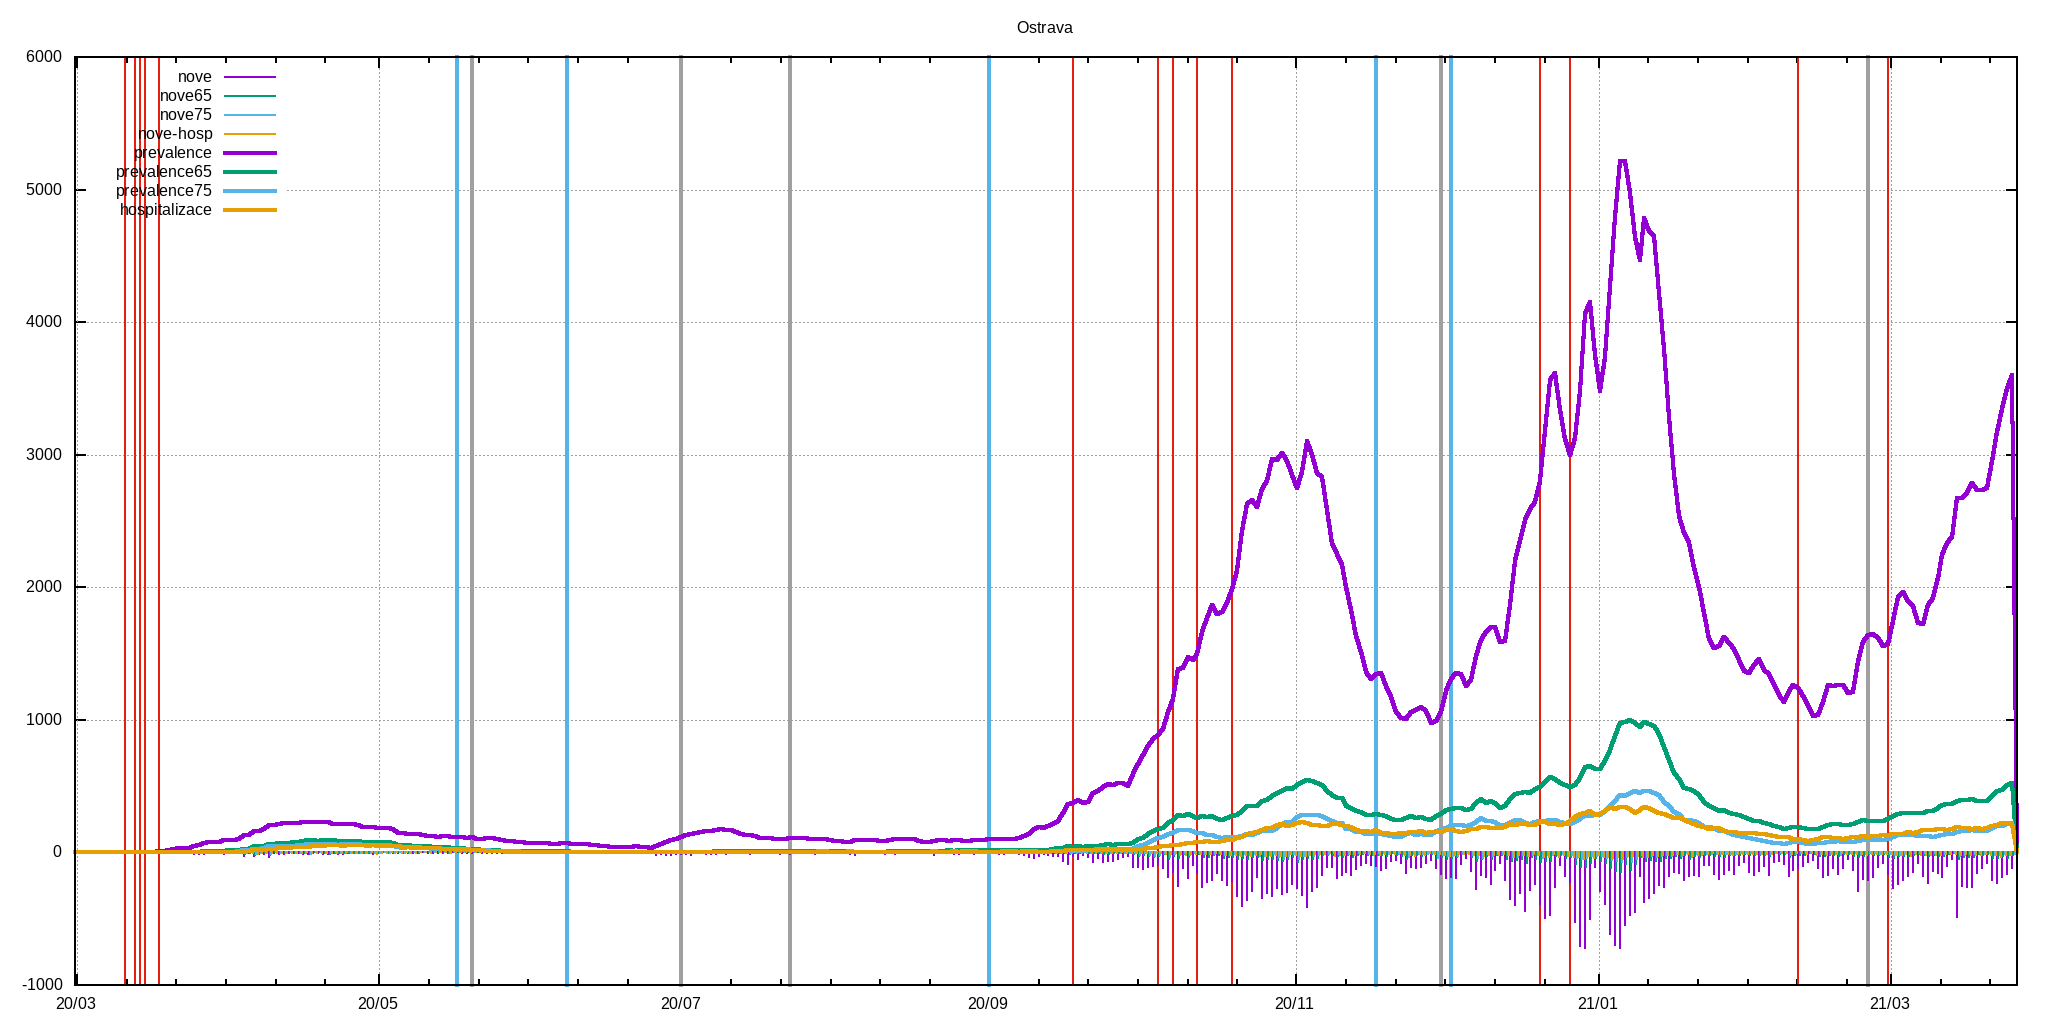 Ostrava
6000
5000
4000
3000
2000
1000
0
-1000
nove
nove65
nove75
nove-hosp
prevalence
prevalence65
prevalence75
hospitalizace
20/03 20/05 20/07 20/09 20/11 21/01 21/03